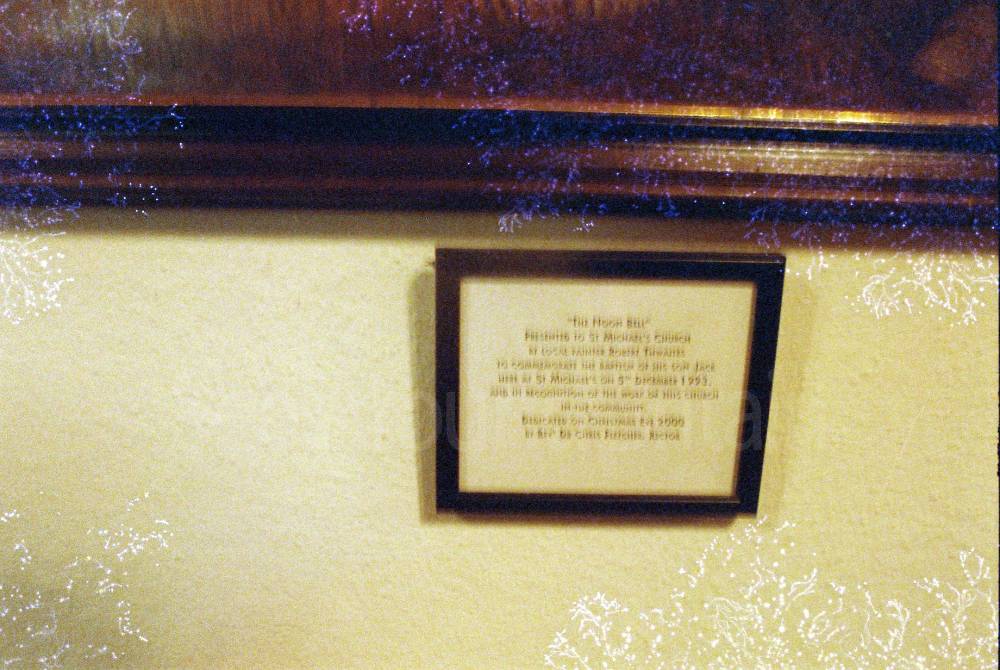 "The Noon Bell"
Presented to St Michael's Church
by local painter Robert Thwaites
to commemorate the baptism of his son Jack
here at St Michael's on 5th December 1993,
and in recognition of the work of this church
in the community.
Dedicated on Christmas Eve 2000
by Revd Dr Chris Fletcher, Rector